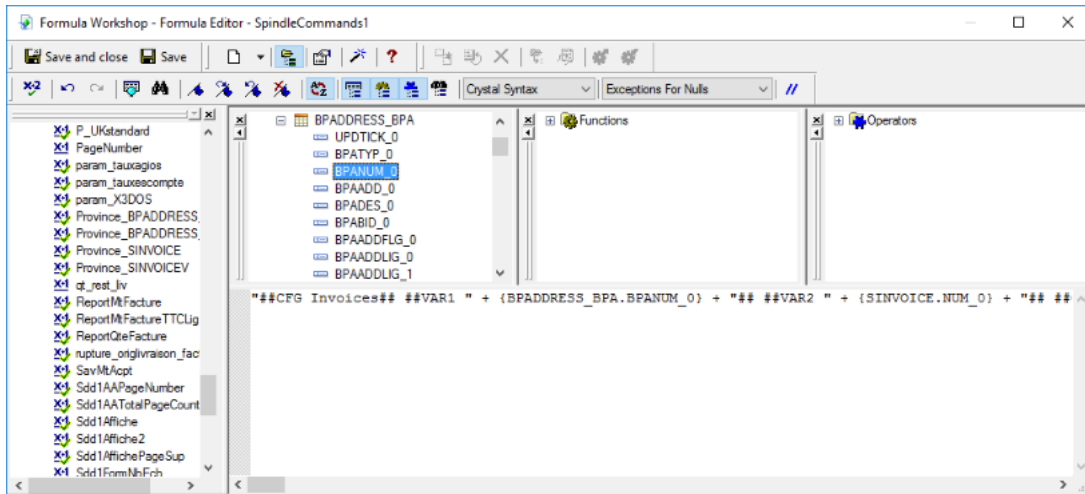 Formula Workshop - Formula Editor - SpindleCommands1
Save and close Save
Crystal Syntax Exceptions For Nulls
P_UKstandard
PageNumber
param_tauxagios
param_tauxescompte
param_X3DOS
Province_BPADDRESS_
Province_BPADDRESS_
Province_SINVOICE
Province_SINVOICEV
qt_rest_liv
ReportMtFacture
ReportMtFactureTTCLig
ReportQteFacture
rupture_origlivraison_fac
SavMtAcpt
Sdd1AAPageNumber
Sdd1AATotalPageCount
Sdd1Affiche
Sdd1Affiche2
Sdd1AffichePageSup
Sdd1FormNbEch
BPADDRESS_BPA
UPDTICK_0
BPATYP_0
BPANUM_0
BPAADD_0
BPADES_0
BPABID_0
BPAADDFLG_0
BPAADDLIG_0
BPAADDLIG_1
Functions
Operators
"##CFG Invoices## ##VAR1 " + {BPADDRESS_BPA.BPANUM_0} + "## ##VAR2 " + {SINVOICE.NUM_0} + "## ##